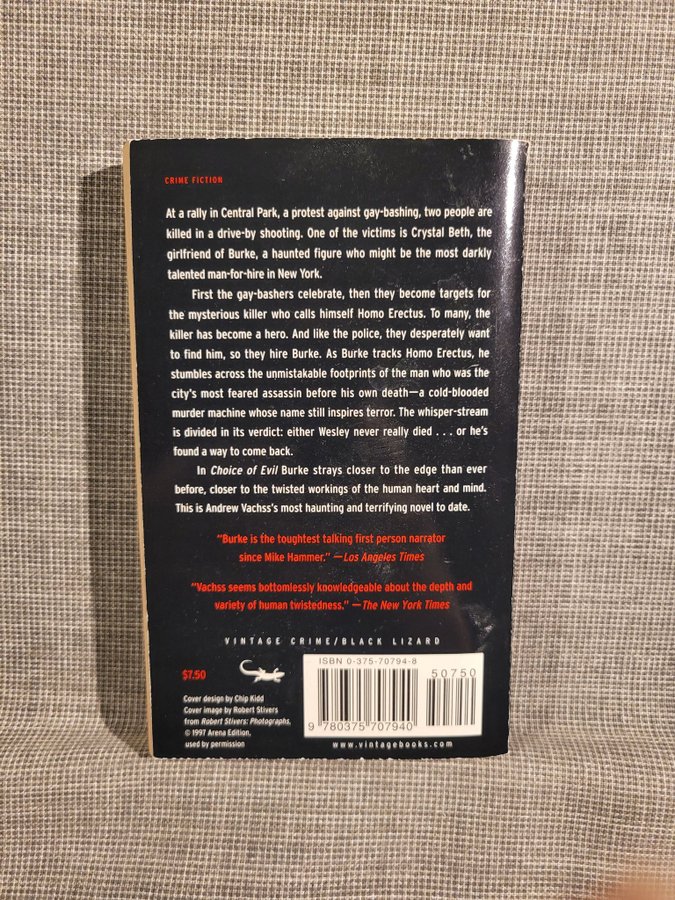 CRIME FICTION
At a rally in Central Park, a protest against gay-bashing, two people are
killed in a drive-by shooting. One of the victims is Crystal Beth, the
girlfriend of Burke, a haunted figure who might be the most darkly
talented man-for-hire in New York.
First the gay-bashers celebrate, then they become targets for
the mysterious killer who calls himself Homo Erectus. To many, the
killer has become a hero. And like the police, they desperately want
to find him, so they hire Burke. As Burke tracks Homo Erectus, he
stumbles across the unmistakable footprints of the man who was the
city's most feared assassin before his own death—a cold-blooded
murder machine whose name still inspires terror. The whisper-stream
is divided in its verdict: either Wesley never really died . . . or he's
found a way to come back.
In Choice of Evil Burke strays closer to the edge than ever
before, closer to the twisted workings of the human heart and mind.
This is Andrew Vachss's most haunting and terrifying novel to date.
"Burke is the toughest talking first person narrator
since Mike Hammer." —Los Angeles Times
"Vachss seems bottomlessly knowledgeable about the depth and
variety of human twistedness." —The New York Times
VINTAGE CRIME/BLACK LIZARD
$7.50
Cover design by Chip Kidd
Cover image by Robert Stivers
from Robert Stivers: Photographs,
© 1997 Arena Edition,
used by permission
ISBN 0-375-70794-8
50750
9 780375 707940
www.vintagebooks.com